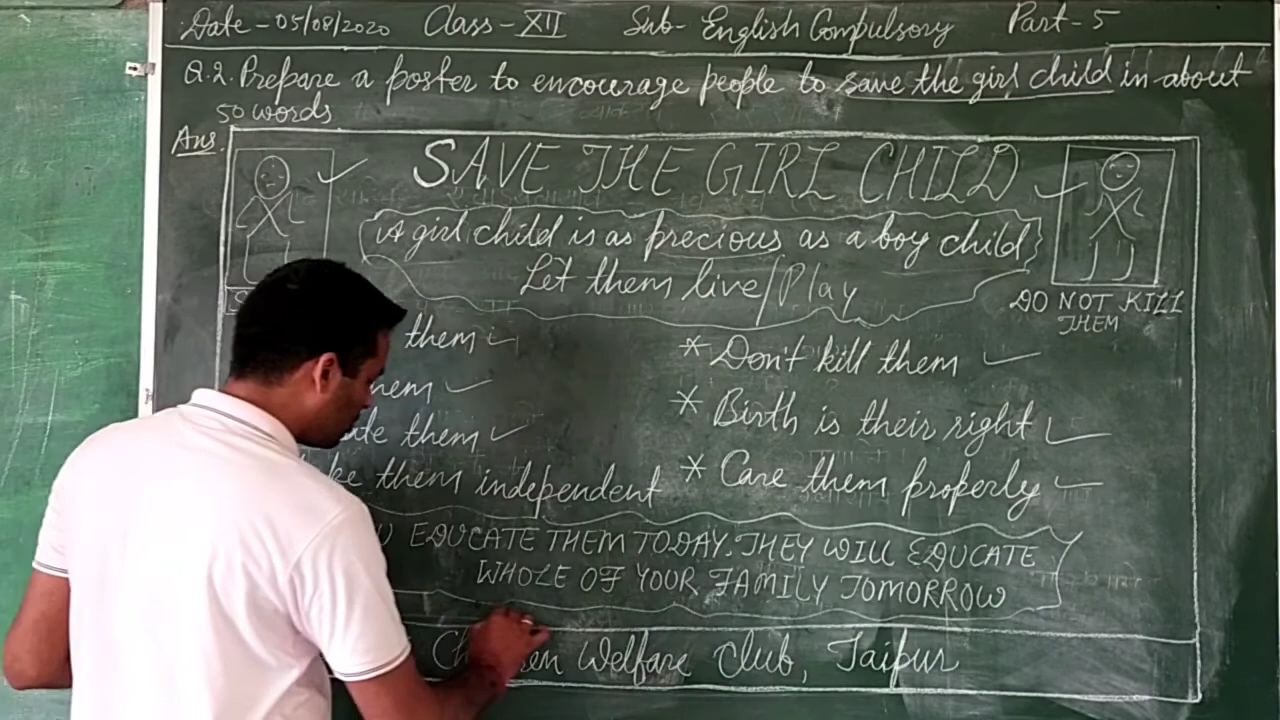 Date - 05/08/2020 Class - XII Sub- English Compulsory Part - 5
Q.2. Prepare a poster to encourage people to save the girl child in about
50 words
Ans.
SAVE THE GIRL CHILD
A girl child is as precious as a boy child
Let them live/Play
DO NOT KILL
THEM
them
* Don't kill them
* Birth is their right
them
them independent
* Care them properly
EDUCATE THEM TODAY. THEY WILL EDUCATE
WHOLE OF YOUR FAMILY TOMORROW
Welfare Club, Jaipur